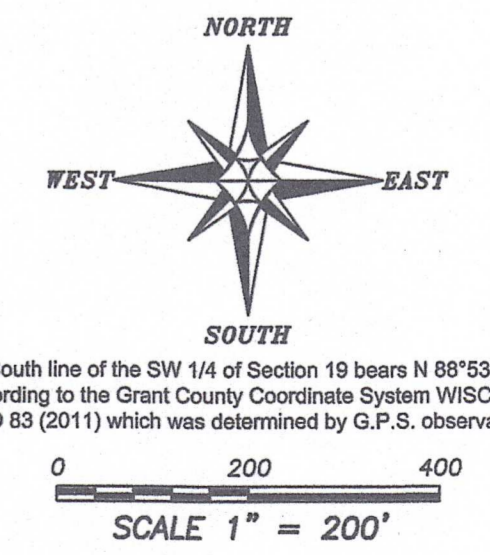 NORTH
WEST EAST
SOUTH
South line of the SW 1/4 of Section 19 bears N 88°53
ording to the Grant County Coordinate System WISC
83 (2011) which was determined by G.P.S. observa
0 200 400
SCALE 1" = 200'